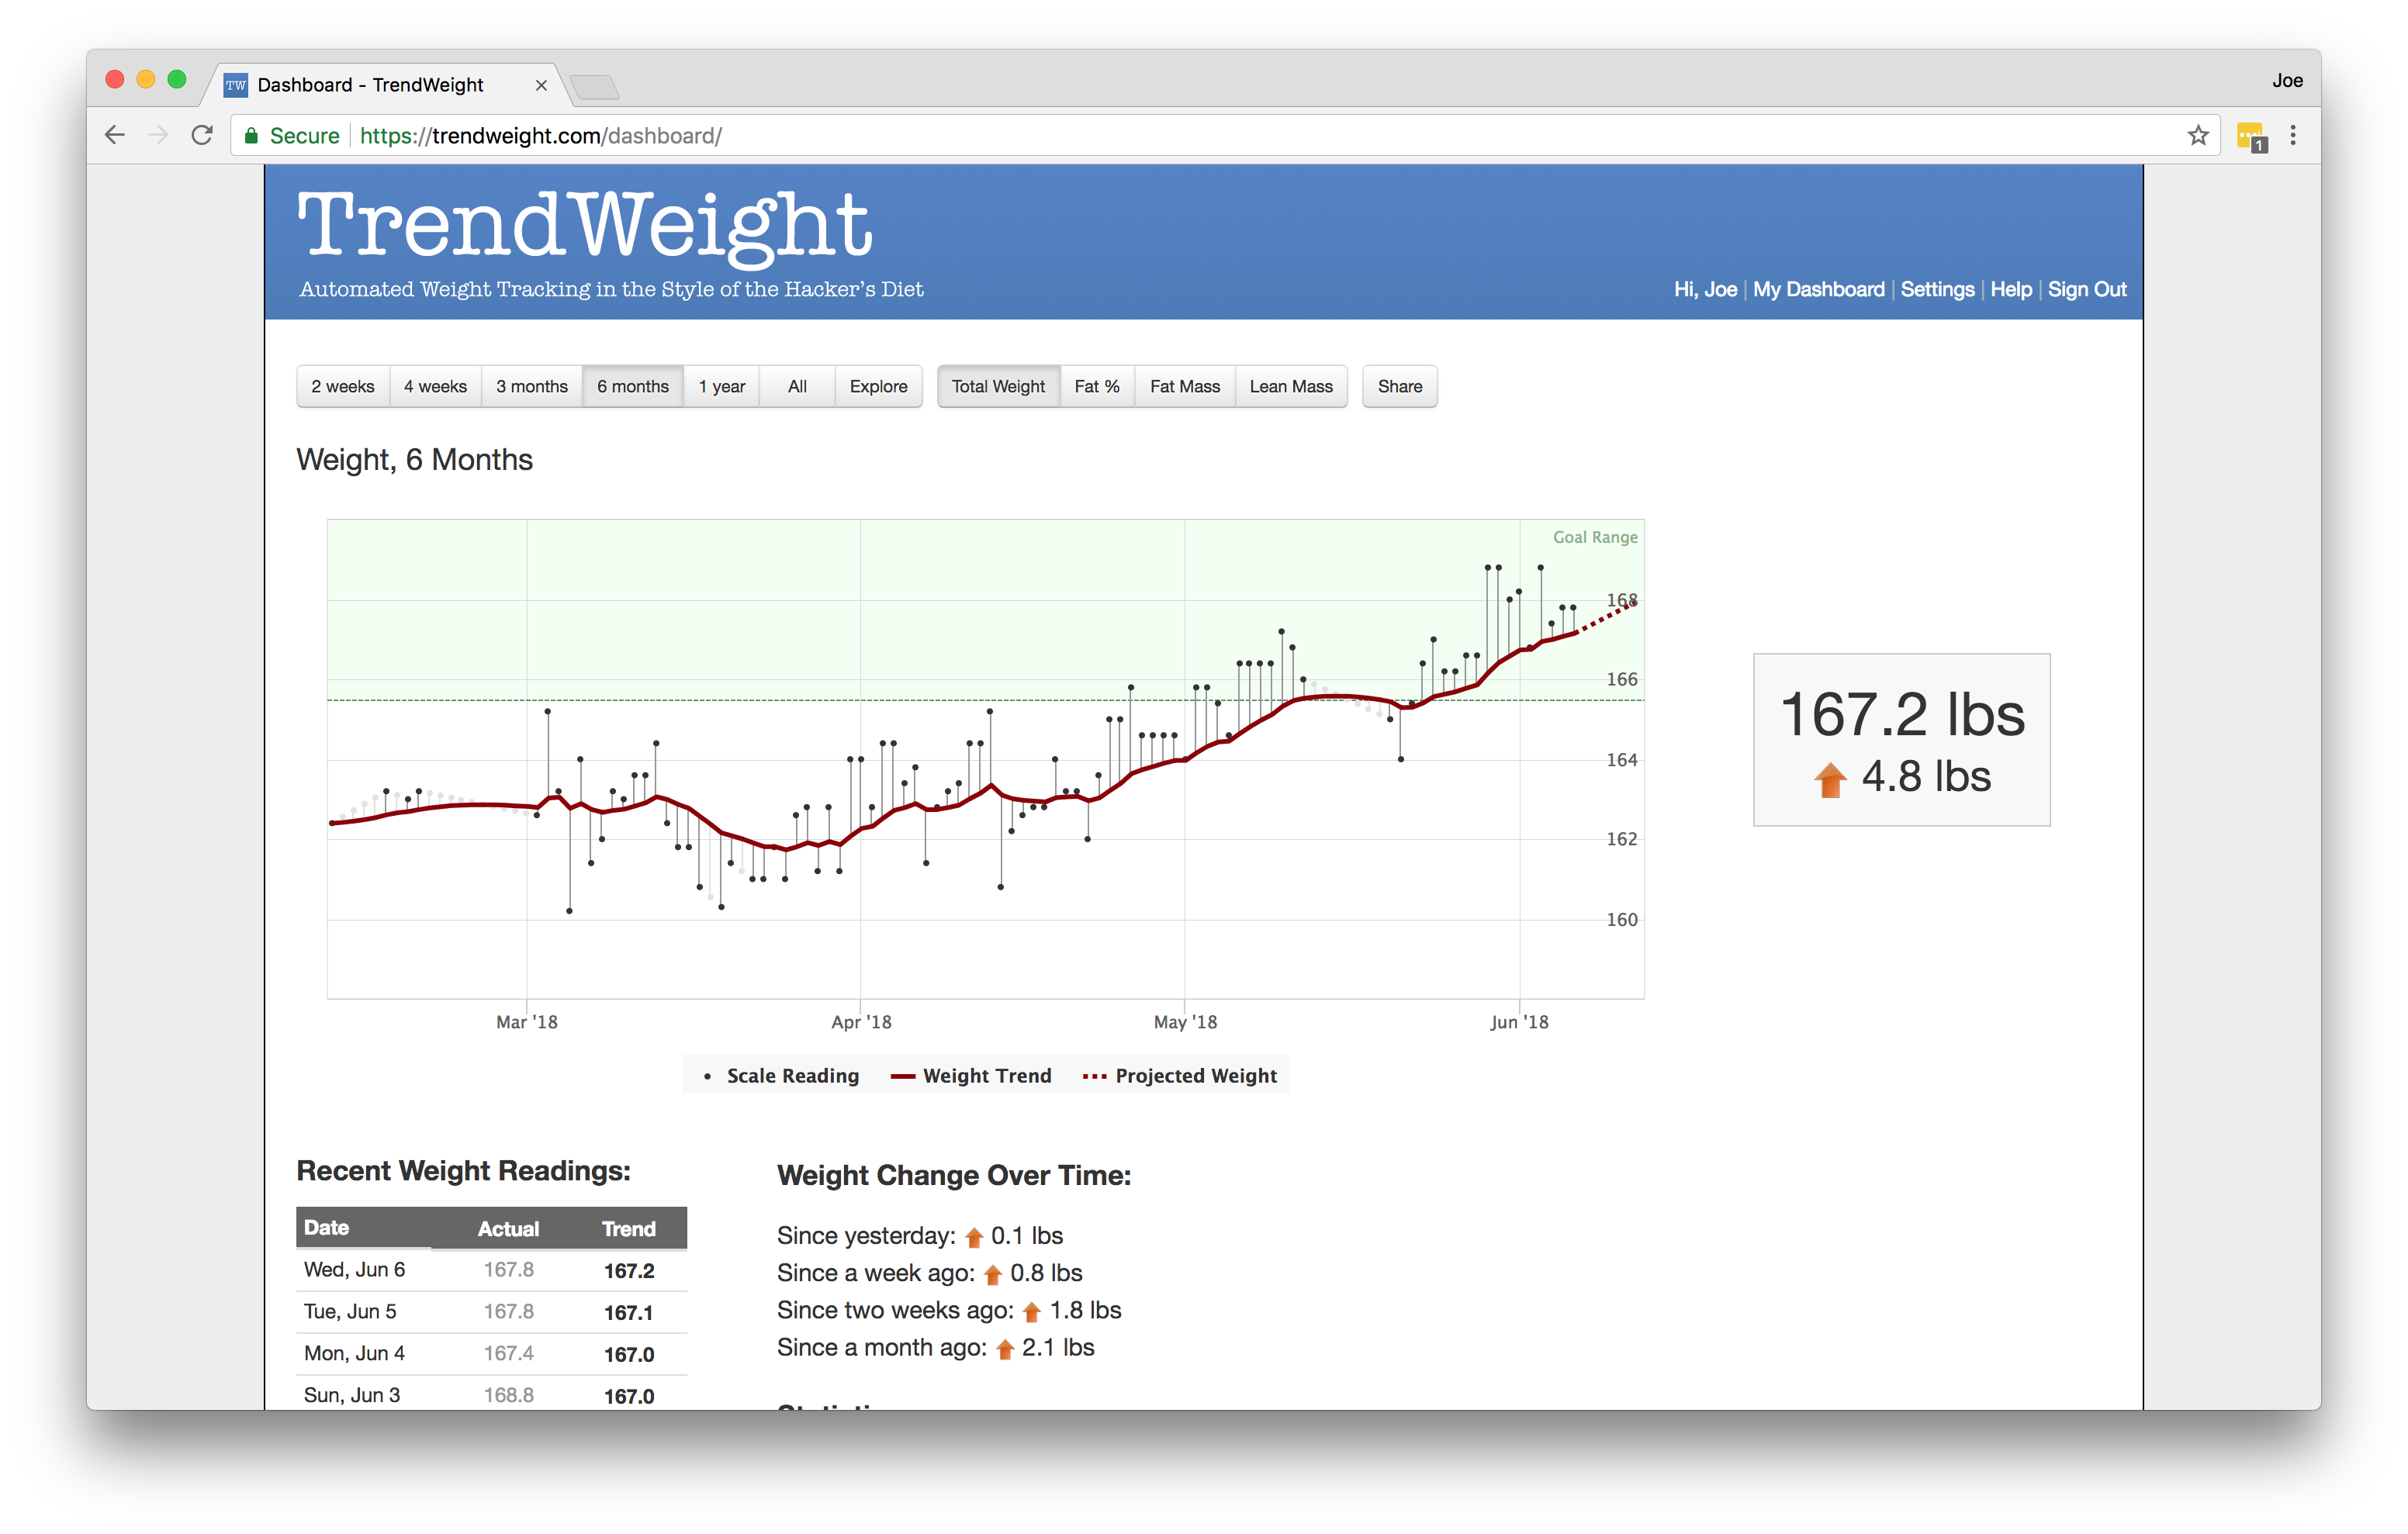 Dashboard - TrendWeight
Joe
Secure https://trendweight.com/dashboard/
1
TrendWeight
Automated Weight Tracking in the Style of the Hacker's Diet
Hi, Joe | My Dashboard | Settings | Help | Sign Out
2 weeks 4 weeks 3 months 6 months 1 year All Explore Total Weight Fat % Fat Mass Lean Mass Share
Weight, 6 Months
Goal Range
168
166
164
162
160
Mar '18 Apr '18 May '18 Jun '18
Scale Reading Weight Trend Projected Weight
167.2 lbs
4.8 lbs
Recent Weight Readings:
Date Actual Trend
Wed, Jun 6 167.8 167.2
Tue, Jun 5 167.8 167.1
Mon, Jun 4 167.4 167.0
Sun, Jun 3 168.8 167.0
Weight Change Over Time:
Since yesterday: 0.1 lbs
Since a week ago: 0.8 lbs
Since two weeks ago: 1.8 lbs
Since a month ago: 2.1 lbs